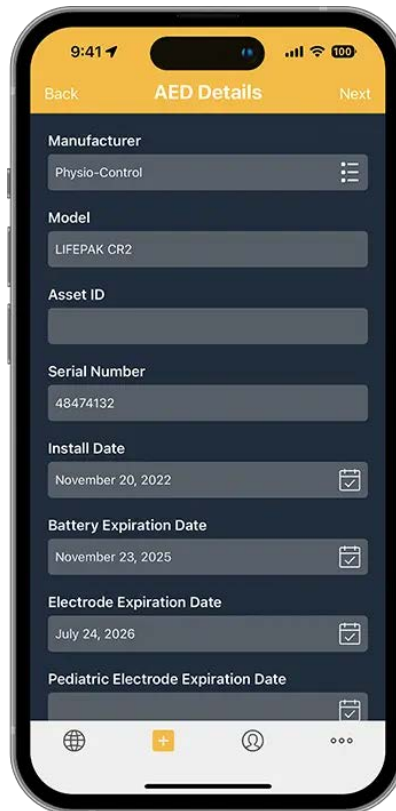 9:41
100
Back
AED Details
Next
Manufacturer
Physio-Control
Model
LIFEPAK CR2
Asset ID
Serial Number
48474132
Install Date
November 20, 2022
Battery Expiration Date
November 23, 2025
Electrode Expiration Date
July 24, 2026
Pediatric Electrode Expiration Date